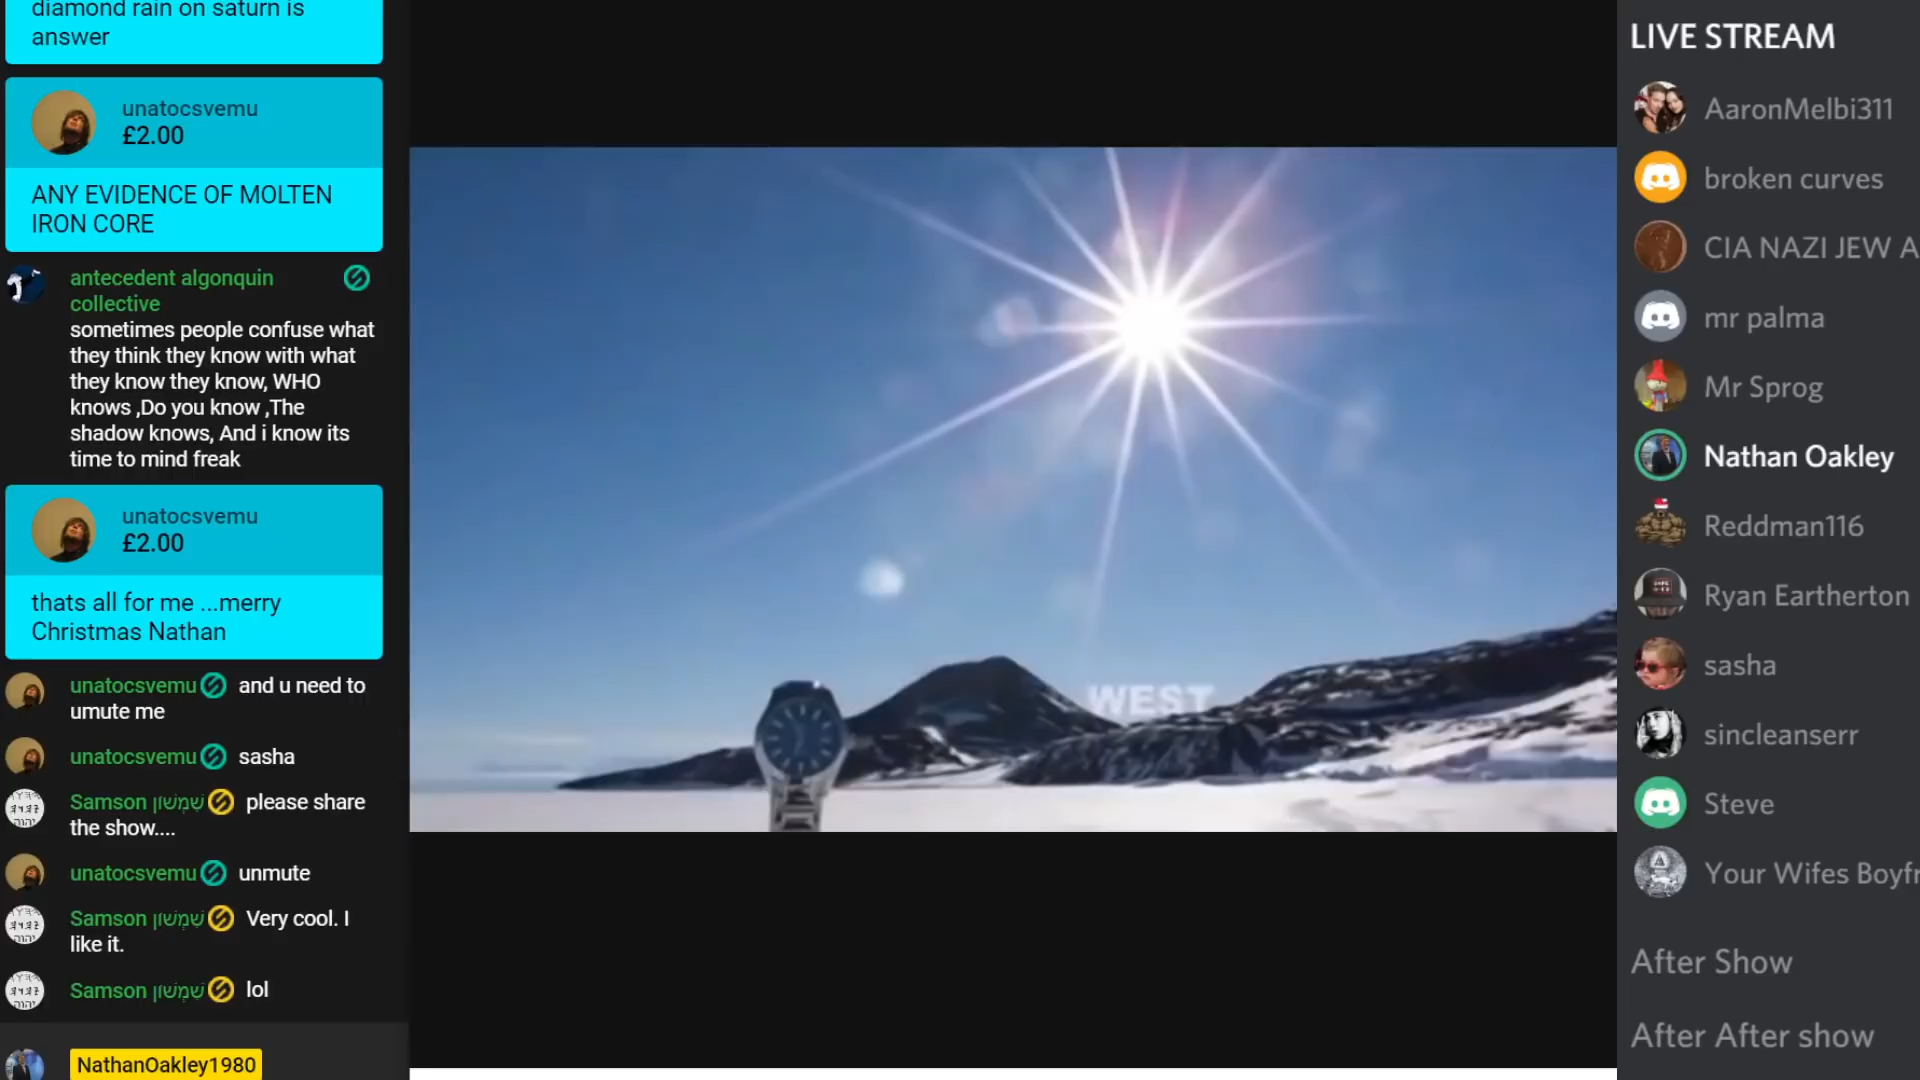 diamond rain on saturn is
answer
unatocsvemu
£2.00
ANY EVIDENCE OF MOLTEN
IRON CORE
antecedent algonquin
collective
sometimes people confuse what
they think they know with what
they know they know, WHO
knows ,Do you know ,The
shadow knows, And i know its
time to mind freak
unatocsvemu
£2.00
thats all for me ...merry
Christmas Nathan
unatocsvemu and u need to
umute me
unatocsvemu sasha
Samson שִׁמְשׁוֹן please share
the show....
unatocsvemu unmute
Samson שִׁמְשׁוֹן Very cool. I
like it.
Samson שִׁמְשׁוֹן lol
NathanOakley1980
WEST
LIVE STREAM
AaronMelbi311
broken curves
CIA NAZI JEW A
mr palma
Mr Sprog
Nathan Oakley
Reddman116
Ryan Eartherton
sasha
sincleanserr
Steve
Your Wifes Boyfr
After Show
After After show